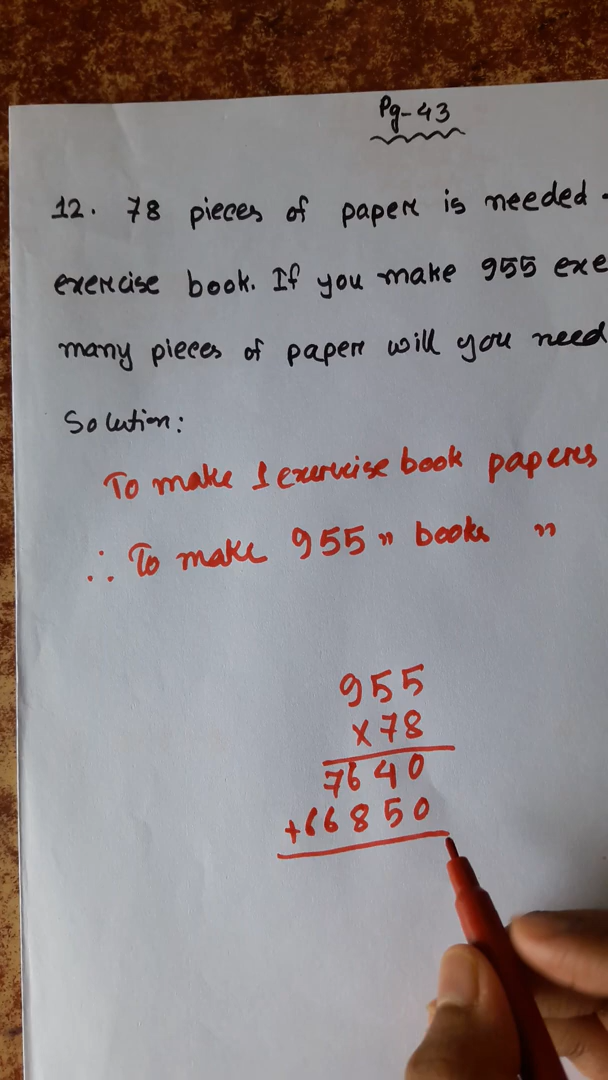 Pg-43
12. 78 pieces of paper is needed
exercise book. If you make 955 exe
many pieces of paper will you need
Solution:
To make 1 exercise book papers
∴ To make 955 " books "
955
x 78
7640
+66850